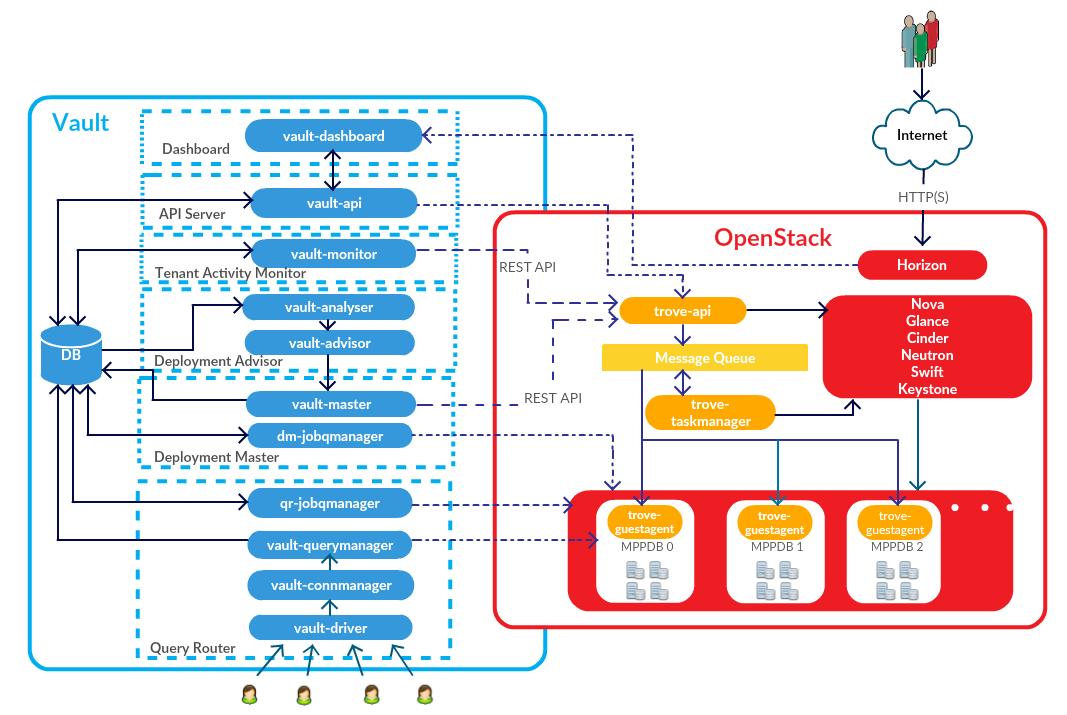 Vault
vault-dashboard
Dashboard
vault-api
API Server
vault-monitor
Tenant Activity Monitor
vault-analyser
vault-advisor
Deployment Advisor
vault-master
dm-jobqmanager
Deployment Master
qr-jobqmanager
vault-querymanager
vault-connmanager
vault-driver
Query Router
DB
REST API
REST API
Internet
HTTP(S)
OpenStack
Horizon
trove-api
Message Queue
trove-
taskmanager
Nova
Glance
Cinder
Neutron
Swift
Keystone
trove-
guestagent
MPPDB 0
trove-
guestagent
MPPDB 1
trove-
guestagent
MPPDB 2